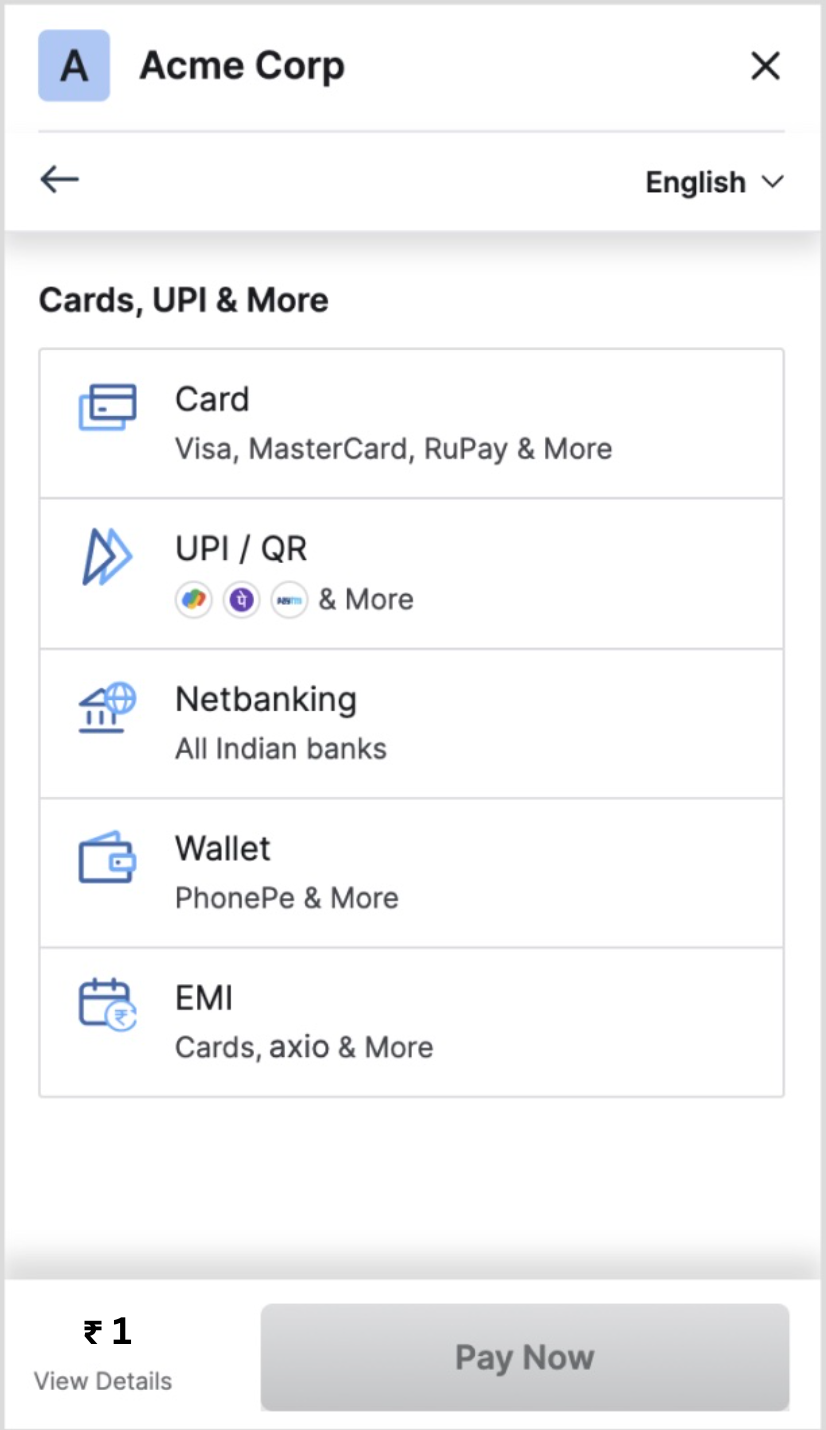 A Acme Corp
English
Cards, UPI & More
Card
Visa, MasterCard, RuPay & More
UPI / QR
पे paytm & More
Netbanking
All Indian banks
Wallet
PhonePe & More
₹
EMI
Cards, axio & More
₹ 1
View Details
Pay Now